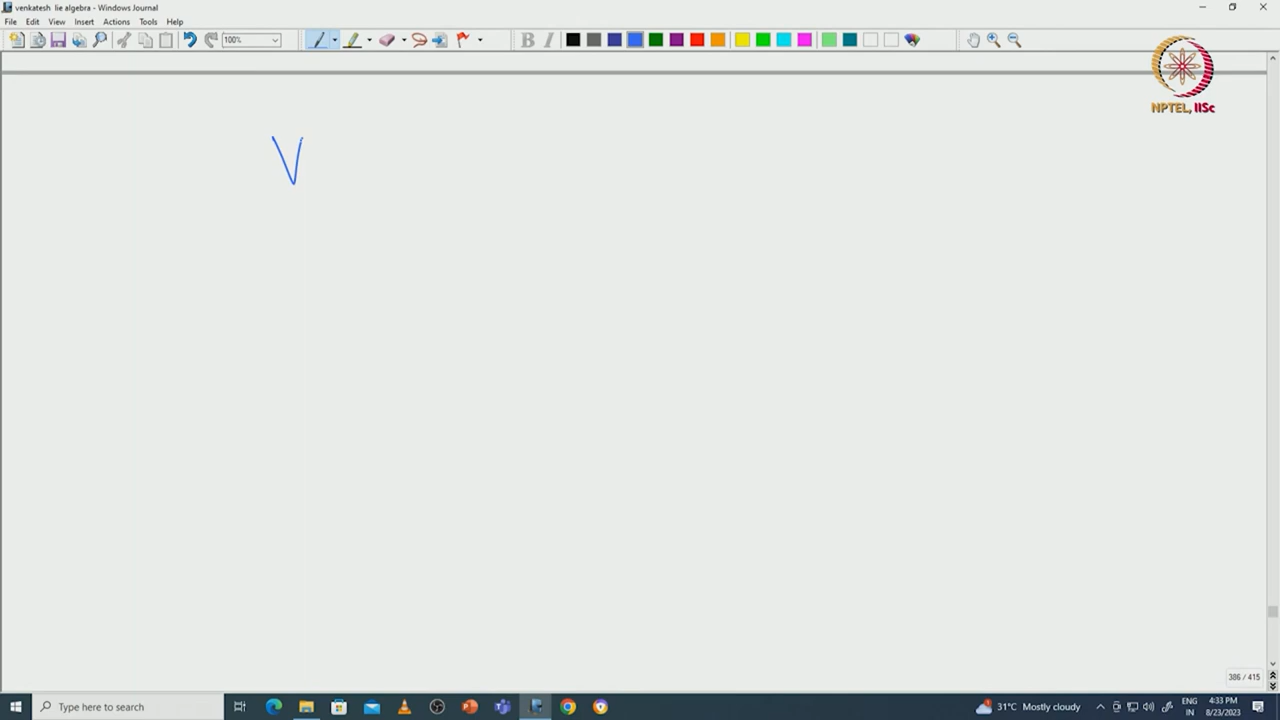 venkatesh lie algebra - Windows Journal
File Edit View Insert Actions Tools Help
100%
B I
NPTEL, IISc
V
386 / 415
Type here to search
31°C Mostly cloudy
ENG
IN
4:33 PM
8/23/2023